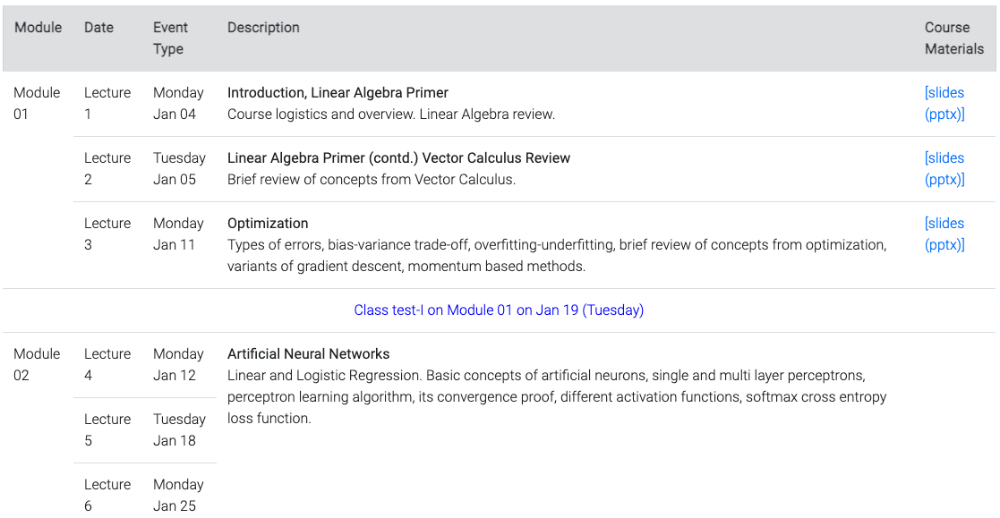 Module Date Event Type Description Course Materials
Module 01 Lecture 1 Monday Jan 04 Introduction, Linear Algebra Primer [slides (pptx)]
Course logistics and overview. Linear Algebra review.
Lecture 2 Tuesday Jan 05 Linear Algebra Primer (contd.) Vector Calculus Review [slides (pptx)]
Brief review of concepts from Vector Calculus.
Lecture 3 Monday Jan 11 Optimization [slides (pptx)]
Types of errors, bias-variance trade-off, overfitting-underfitting, brief review of concepts from optimization,
variants of gradient descent, momentum based methods.
Class test-I on Module 01 on Jan 19 (Tuesday)
Module 02 Lecture 4 Monday Jan 12 Artificial Neural Networks
Linear and Logistic Regression. Basic concepts of artificial neurons, single and multi layer perceptrons,
perceptron learning algorithm, its convergence proof, different activation functions, softmax cross entropy
loss function.
Lecture 5 Tuesday Jan 18
Lecture 6 Monday Jan 25